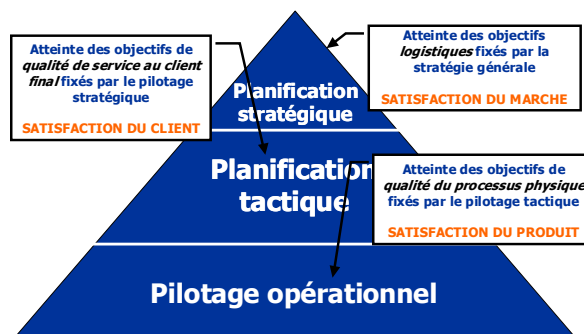 Atteinte des objectifs de
qualité de service au client
final fixés par le pilotage
stratégique
SATISFACTION DU CLIENT
Atteinte des objectifs
logistiques fixés par la
stratégie générale
SATISFACTION DU MARCHE
Planification
stratégique
Planification
tactique
Atteinte des objectifs de
qualité du processus physique
fixés par le pilotage tactique
SATISFACTION DU PRODUIT
Pilotage opérationnel